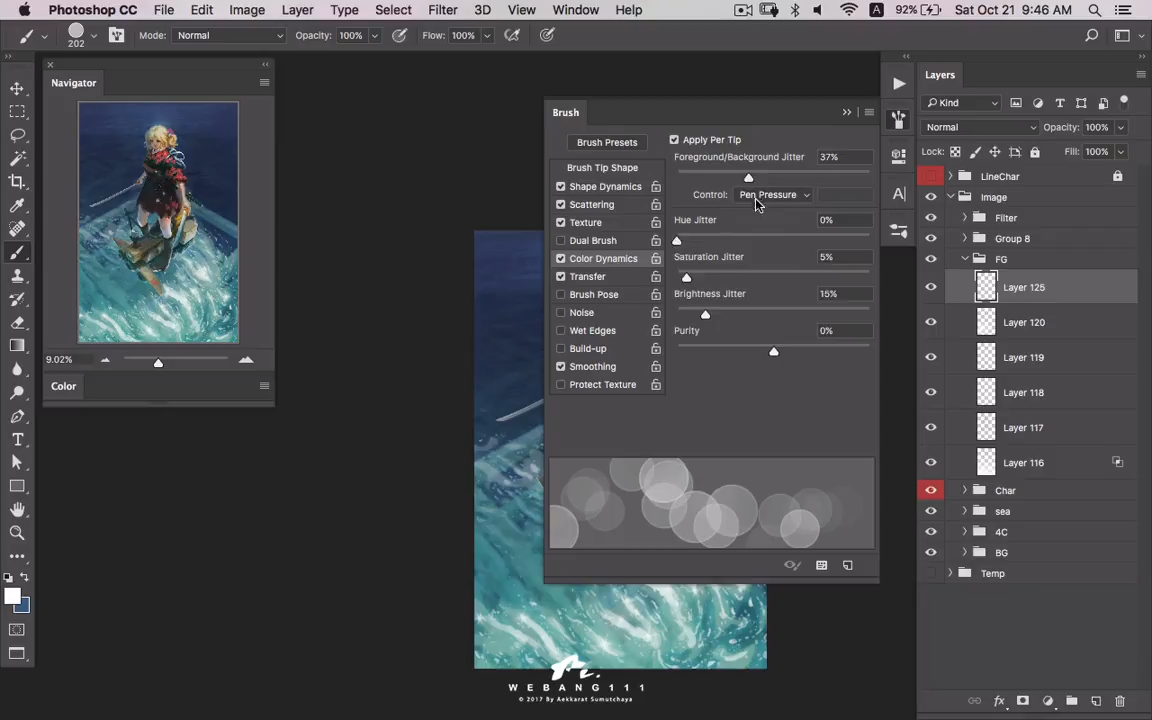 Photoshop CC File Edit Image Layer Type Select Filter 3D View Window Help A 92% Sat Oct 21 9:46 AM
202 Mode: Normal Opacity: 100% Flow: 100%
Navigator
9.02%
Color
Brush
Brush Presets
Brush Tip Shape
Shape Dynamics
Scattering
Texture
Dual Brush
Color Dynamics
Transfer
Brush Pose
Noise
Wet Edges
Build-up
Smoothing
Protect Texture
Apply Per Tip
Foreground/Background Jitter 37%
Control: Pen Pressure
Hue Jitter 0%
Saturation Jitter 5%
Brightness Jitter 15%
Purity 0%
Layers
Kind
Normal Opacity: 100%
Lock: Fill: 100%
LineChar
Image
Filter
Group 8
FG
Layer 125
Layer 120
Layer 119
Layer 118
Layer 117
Layer 116
Char
sea
4C
BG
Temp
fx
WEBANG111
© 2017 By Aekkarat Sumutchaya